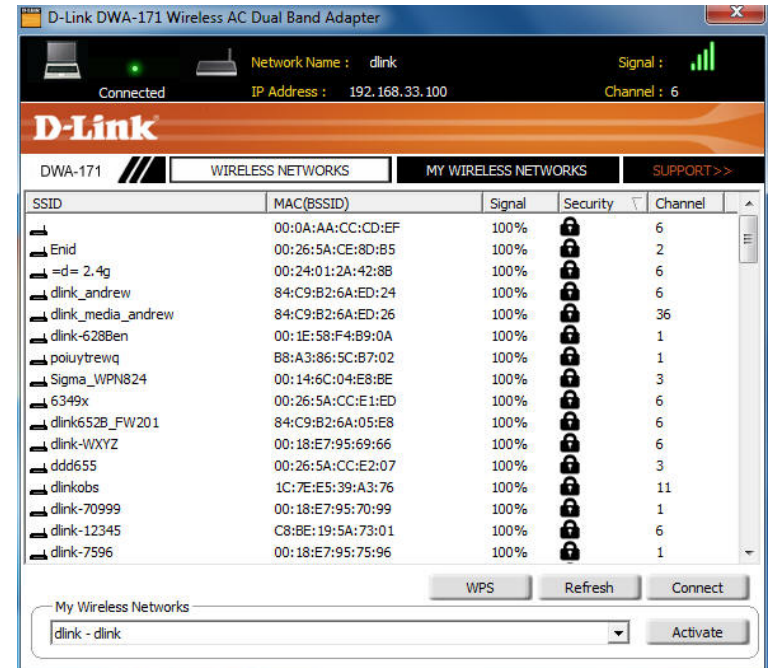 D-Link DWA-171 Wireless AC Dual Band Adapter
Network Name : dlink Signal :
Connected IP Address : 192.168.33.100 Channel : 6
D-Link
DWA-171 WIRELESS NETWORKS MY WIRELESS NETWORKS SUPPORT>>
SSID MAC(BSSID) Signal Security Channel
00:0A:AA:CC:CD:EF 100% 6
Enid 00:26:5A:CE:8D:B5 100% 2
=d= 2.4g 00:24:01:2A:42:8B 100% 6
dlink_andrew 84:C9:B2:6A:ED:24 100% 6
dlink_media_andrew 84:C9:B2:6A:ED:26 100% 36
dlink-628Ben 00:1E:58:F4:B9:0A 100% 1
poiuytrewq B8:A3:86:5C:B7:02 100% 1
Sigma_WPN824 00:14:6C:04:E8:BE 100% 3
6349x 00:26:5A:CC:E1:ED 100% 6
dlink652B_FW201 84:C9:B2:6A:05:E8 100% 6
dlink-WXYZ 00:18:E7:95:69:66 100% 6
ddd655 00:26:5A:CC:E2:07 100% 3
dlinkobs 1C:7E:E5:39:A3:76 100% 11
dlink-70999 00:18:E7:95:70:99 100% 1
dlink-12345 C8:BE:19:5A:73:01 100% 6
dlink-7596 00:18:E7:95:75:96 100% 1
WPS Refresh Connect
My Wireless Networks
dlink - dlink Activate